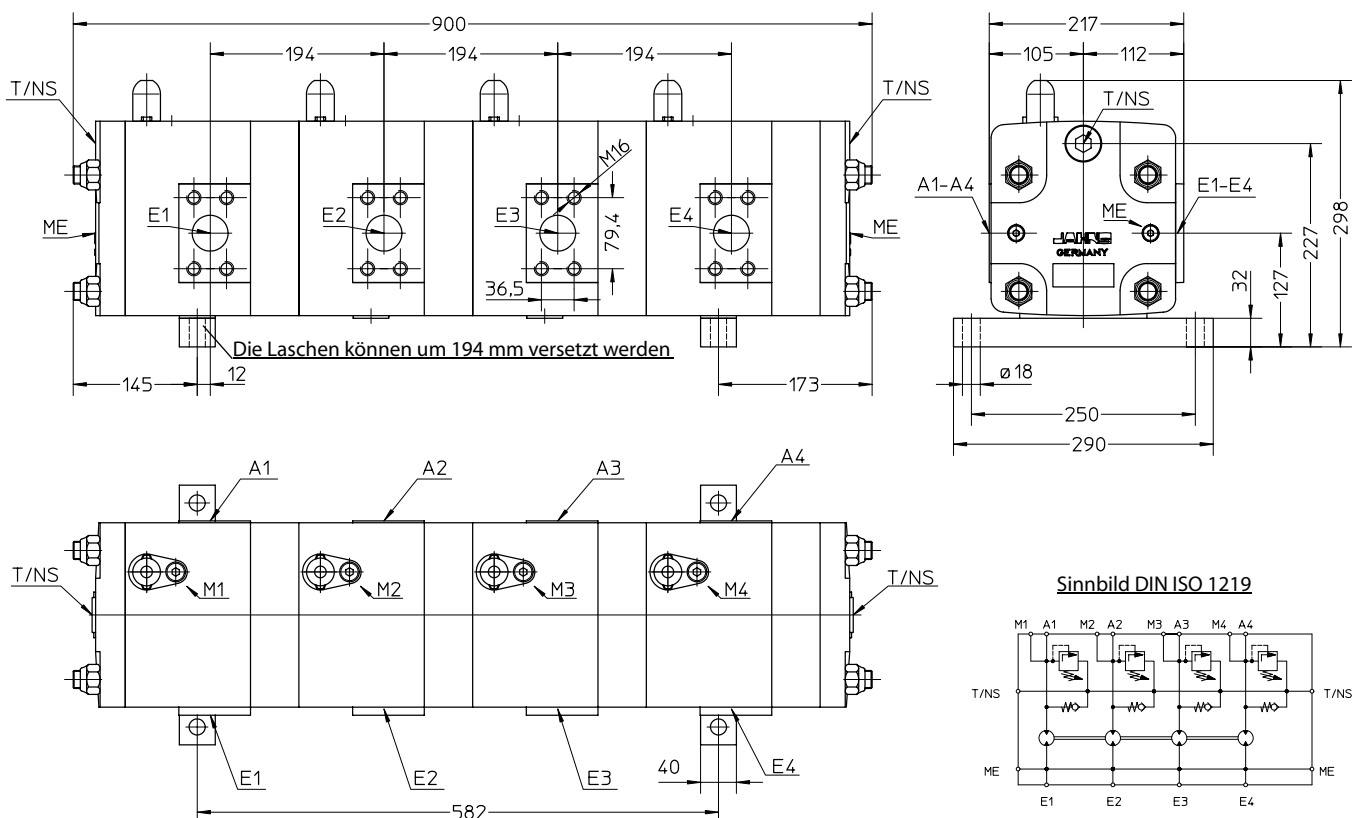 900
194
194
194
T/NS
T/NS
M16
E1
E2
E3
E4
79,4
ME
ME
36,5
Die Laschen können um 194 mm versetzt werden
145
12
173
217
105
112
T/NS
A1-A4
E1-E4
ME
JAHNS
GERMANY
298
227
127
32
ø 18
250
290
A1
A2
A3
A4
M1
M2
M3
M4
T/NS
T/NS
E1
E2
E3
E4
40
582
Sinnbild DIN ISO 1219
M1 A1 M2 A2 M3 A3 M4 A4
T/NS
T/NS
ME
ME
E1 E2 E3 E4